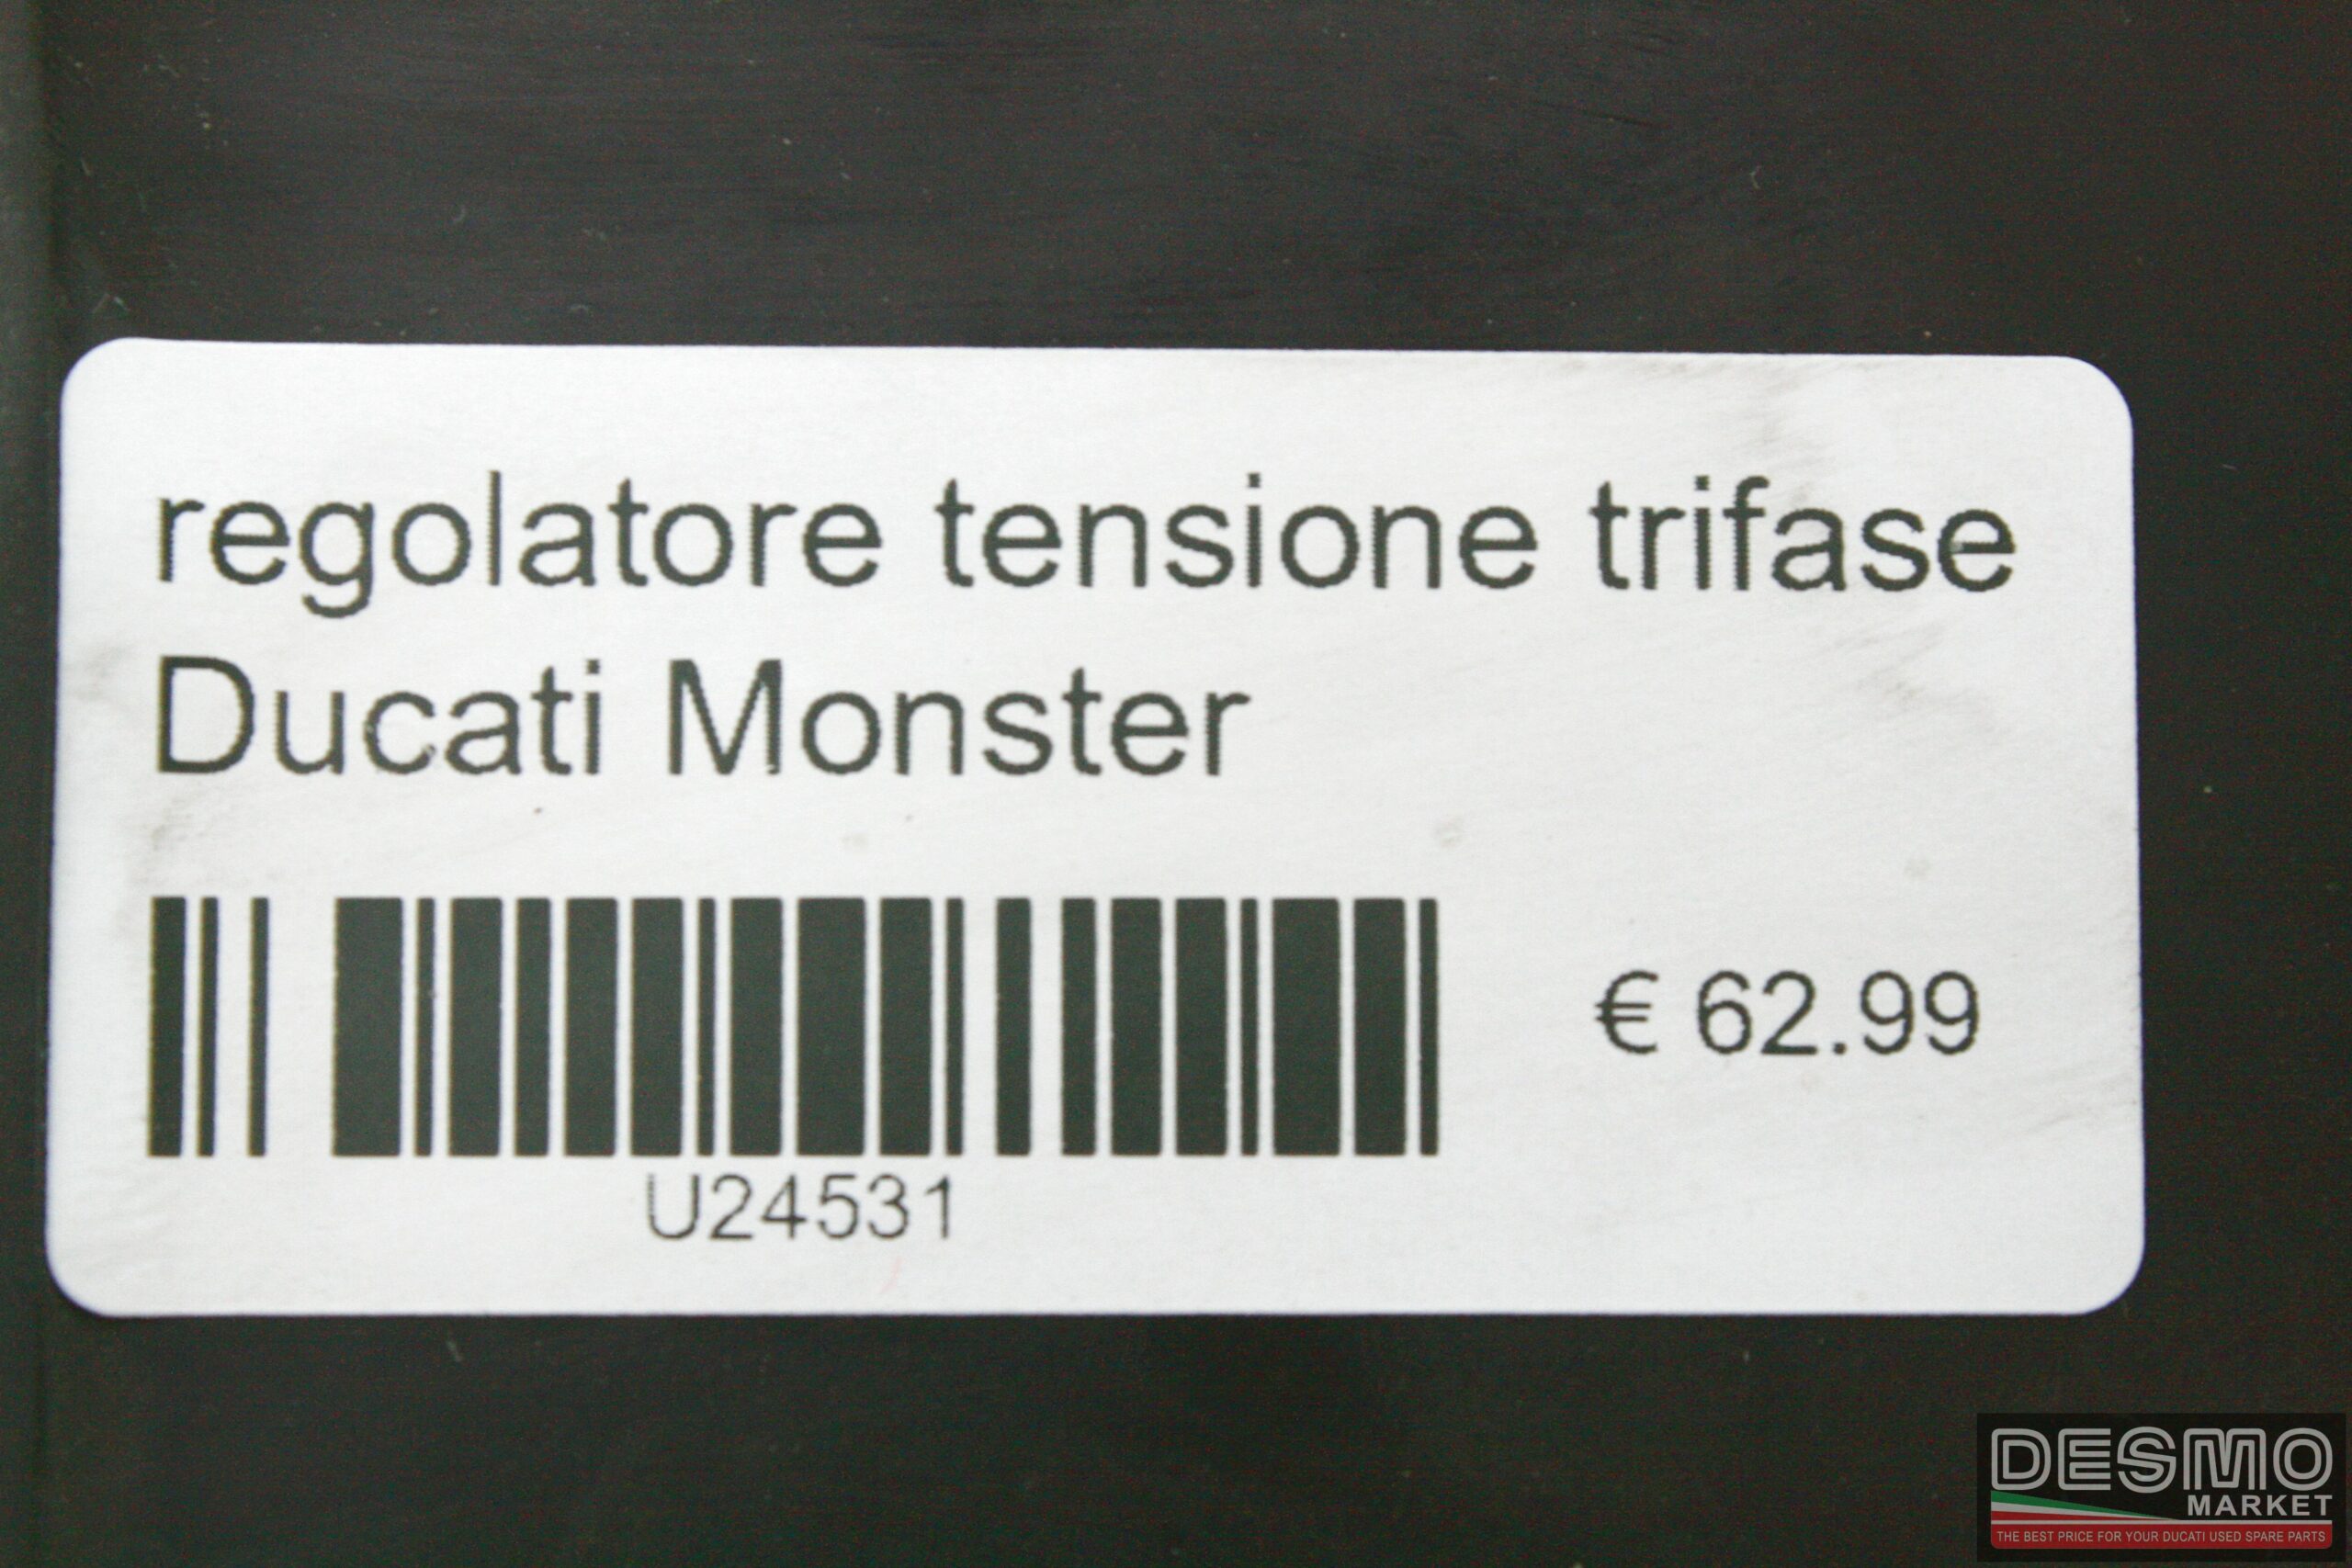 regolatore tensione trifase
Ducati Monster
€ 62.99
U24531
DESMO
MARKET
THE BEST PRICE FOR YOUR DUCATI USED SPARE PARTS